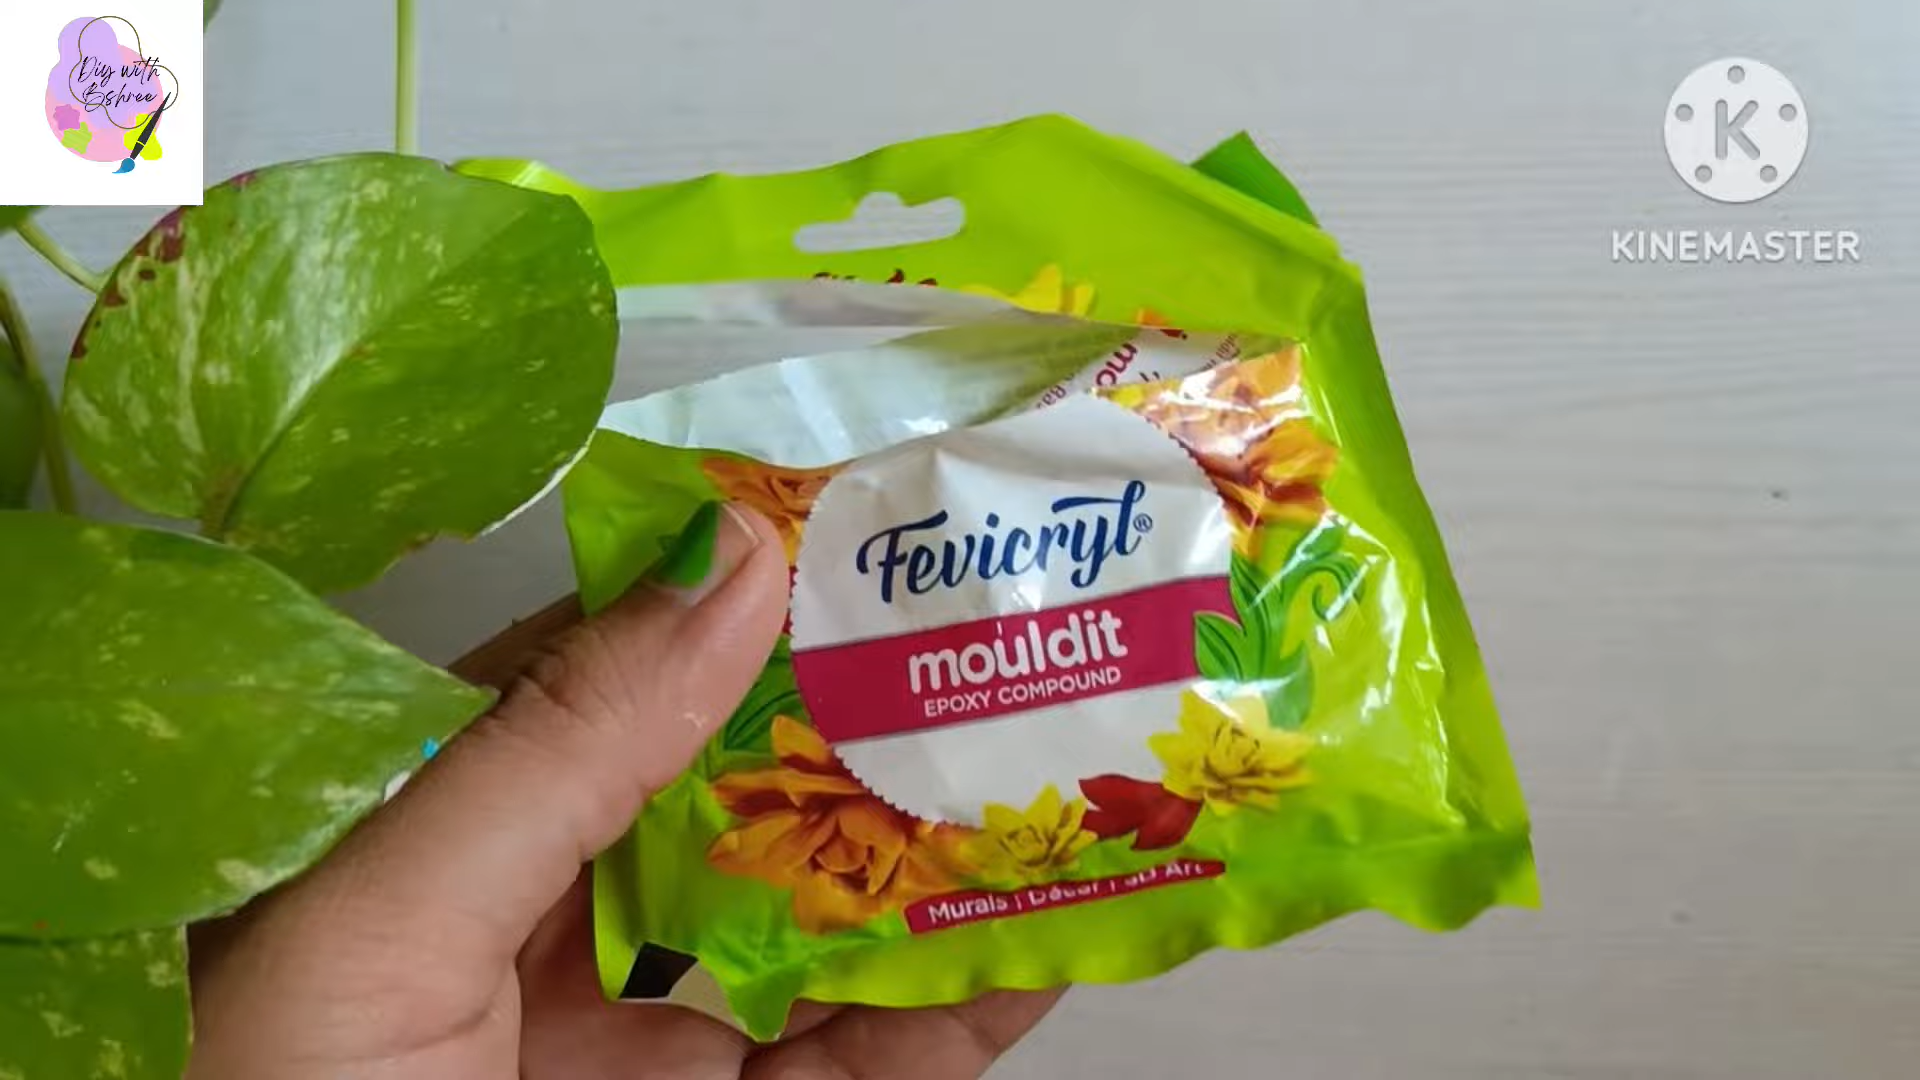 Diy with
Bshree
K
KINEMASTER
Fevicryl®
mouldit
EPOXY COMPOUND
Murals | Décor | 3D Art